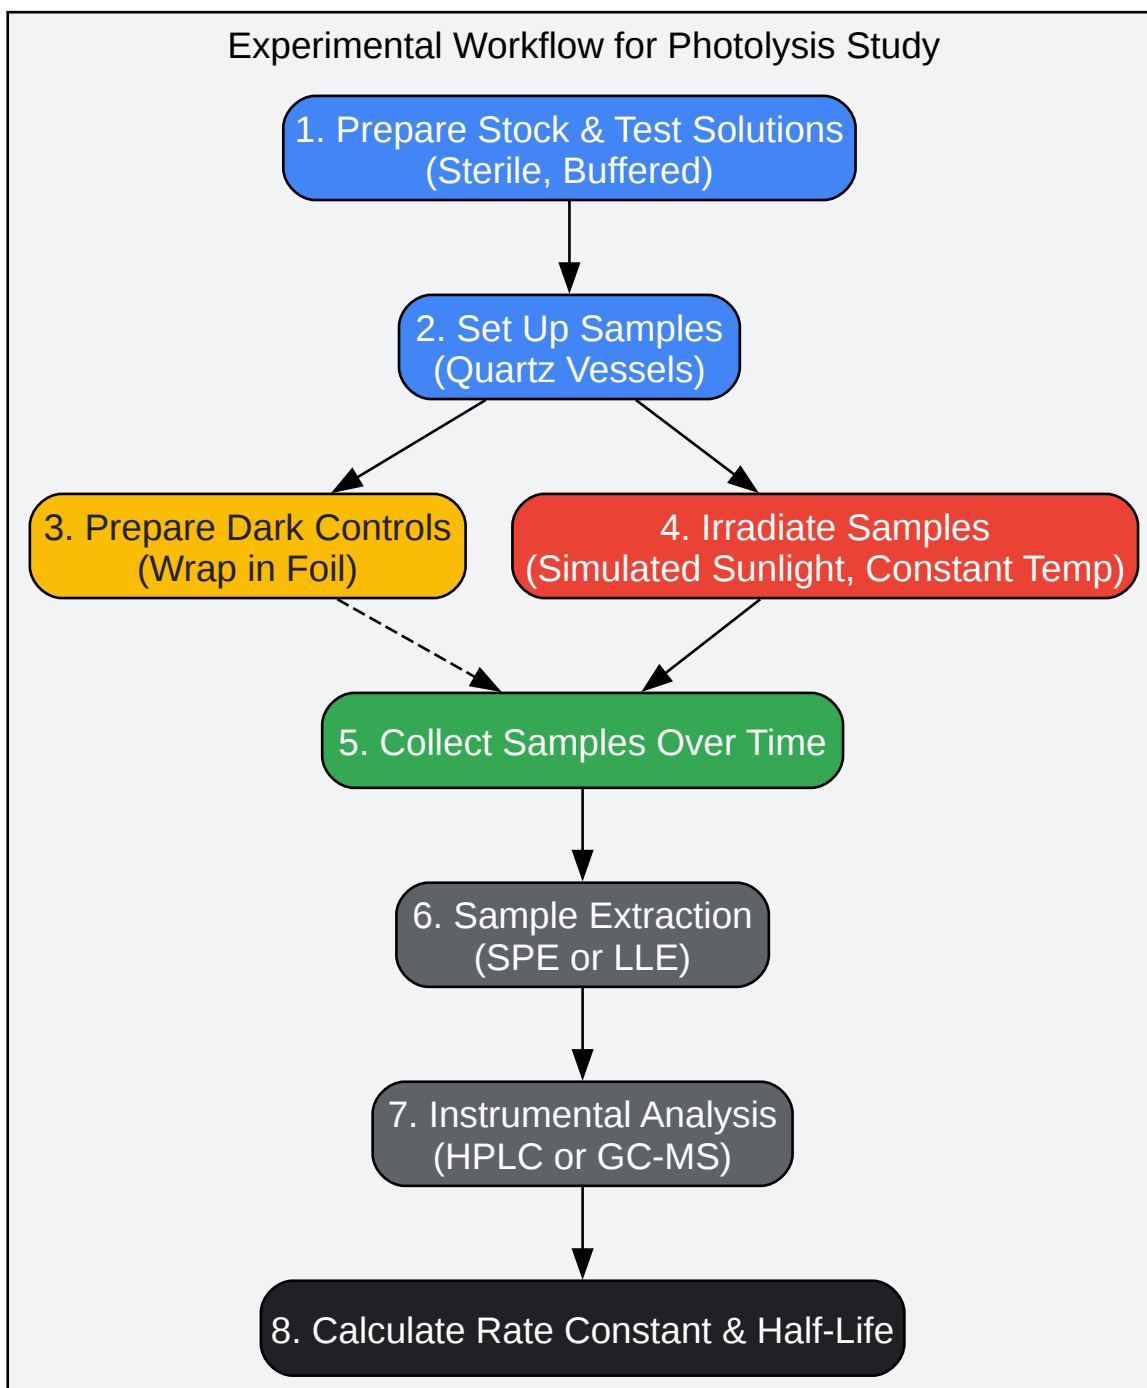 Experimental Workflow for Photolysis Study
1. Prepare Stock & Test Solutions
(Sterile, Buffered)
2. Set Up Samples
(Quartz Vessels)
3. Prepare Dark Controls
(Wrap in Foil)
4. Irradiate Samples
(Simulated Sunlight, Constant Temp)
5. Collect Samples Over Time
6. Sample Extraction
(SPE or LLE)
7. Instrumental Analysis
(HPLC or GC-MS)
8. Calculate Rate Constant & Half-Life